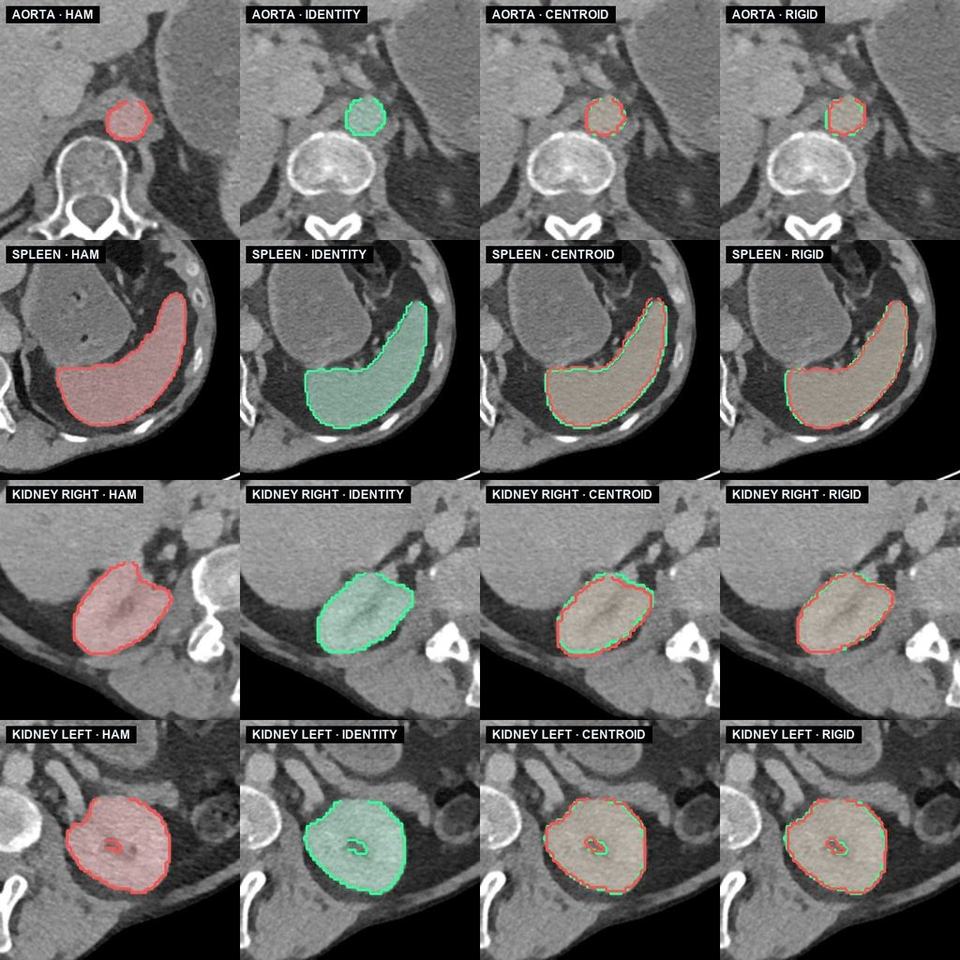 AORTA · HAM
AORTA · IDENTITY
AORTA · CENTROID
AORTA · RIGID
SPLEEN · HAM
SPLEEN · IDENTITY
SPLEEN · CENTROID
SPLEEN · RIGID
KIDNEY RIGHT · HAM
KIDNEY RIGHT · IDENTITY
KIDNEY RIGHT · CENTROID
KIDNEY RIGHT · RIGID
KIDNEY LEFT · HAM
KIDNEY LEFT · IDENTITY
KIDNEY LEFT · CENTROID
KIDNEY LEFT · RIGID